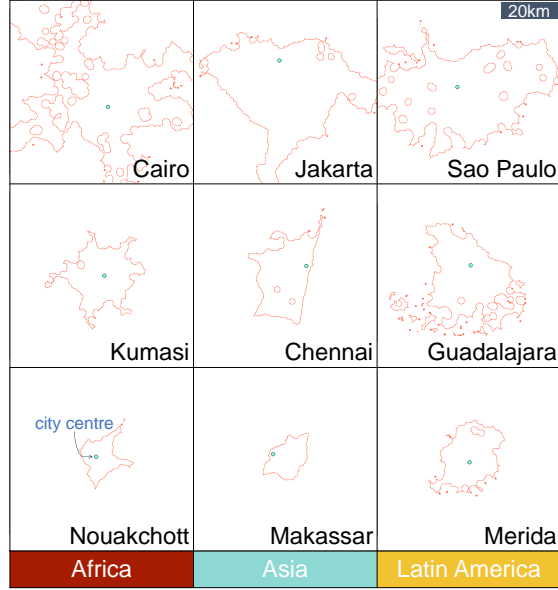 20km
Cairo
Jakarta
Sao Paulo
Kumasi
Chennai
Guadalajara
city centre
Nouakchott
Makassar
Merida
Africa
Asia
Latin America